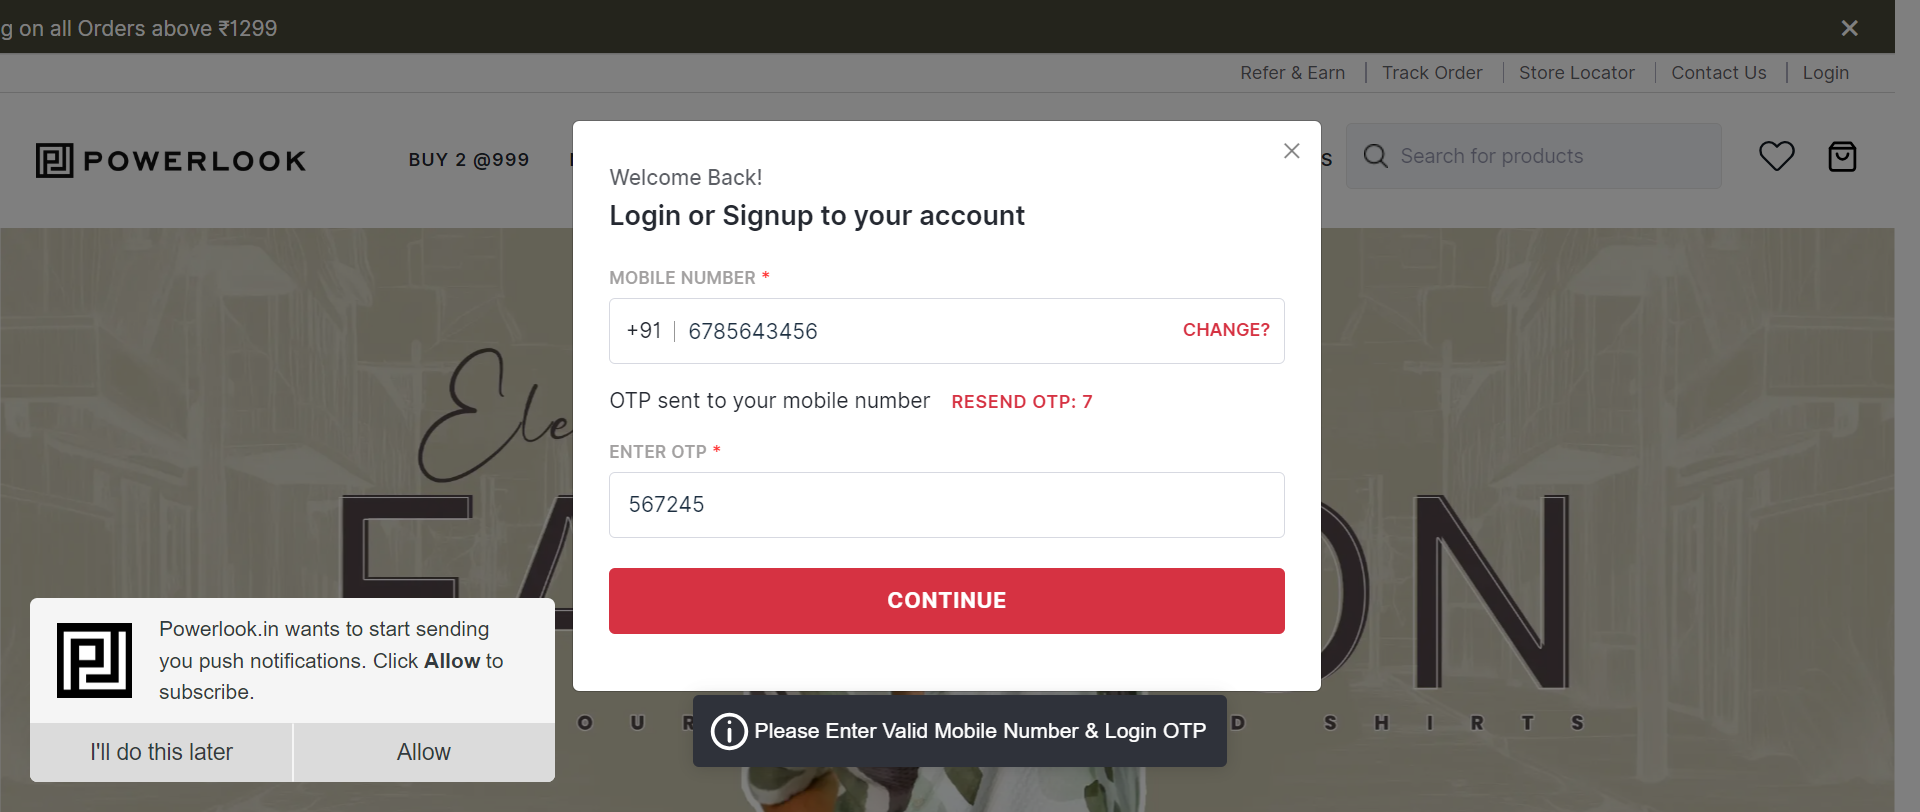 g on all Orders above ₹1299
Refer & Earn
Track Order
Store Locator
Contact Us
Login
POWERLOOK
BUY 2 @999
S
Search for products
Welcome Back!
Login or Signup to your account
MOBILE NUMBER *
+91 | 6785643456
CHANGE?
OTP sent to your mobile number RESEND OTP: 7
ENTER OTP *
567245
CONTINUE
Ele
FA ON
OUR D SHIRTS
Powerlook.in wants to start sending
you push notifications. Click Allow to
subscribe.
I'll do this later
Allow
Please Enter Valid Mobile Number & Login OTP